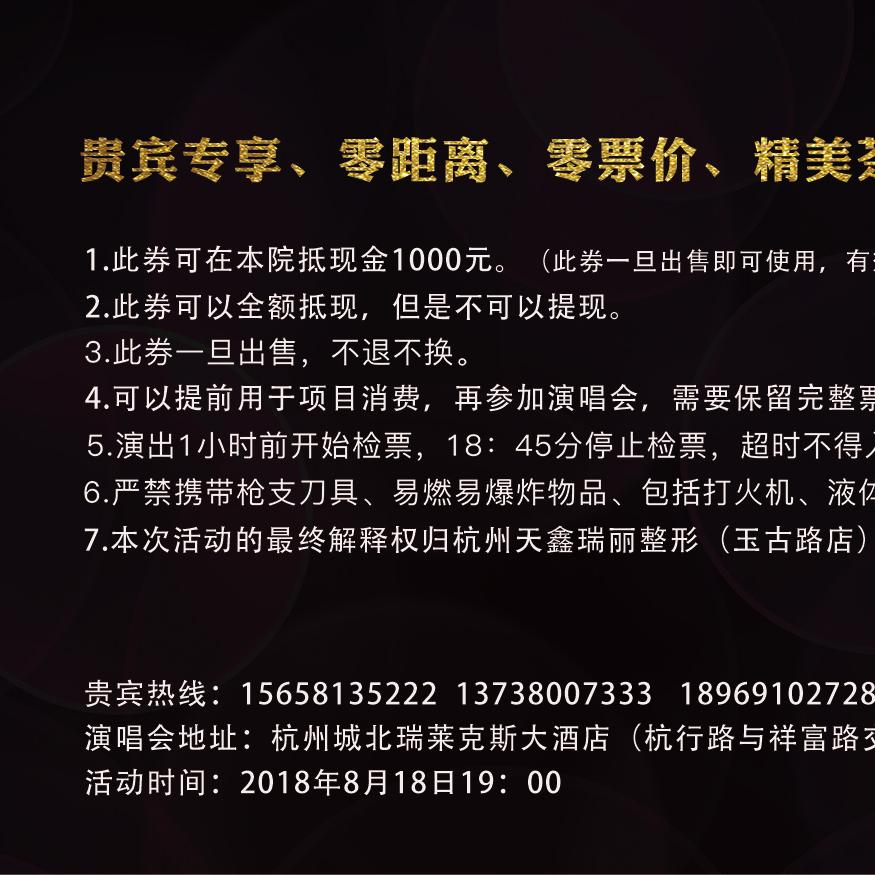 贵宾专享、零距离、零票价、精美茶
1.此券可在本院抵现金1000元。（此券一旦出售即可使用，有
2.此券可以全额抵现，但是不可以提现。
3.此券一旦出售，不退不换。
4.可以提前用于项目消费，再参加演唱会，需要保留完整票
5.演出1小时前开始检票，18：45分停止检票，超时不得入
6.严禁携带枪支刀具、易燃易爆炸物品、包括打火机、液体
7.本次活动的最终解释权归杭州天鑫瑞丽整形（玉古路店）
贵宾热线：15658135222 13738007333 18969102728
演唱会地址：杭州城北瑞莱克斯大酒店（杭行路与祥富路交
活动时间：2018年8月18日19：00